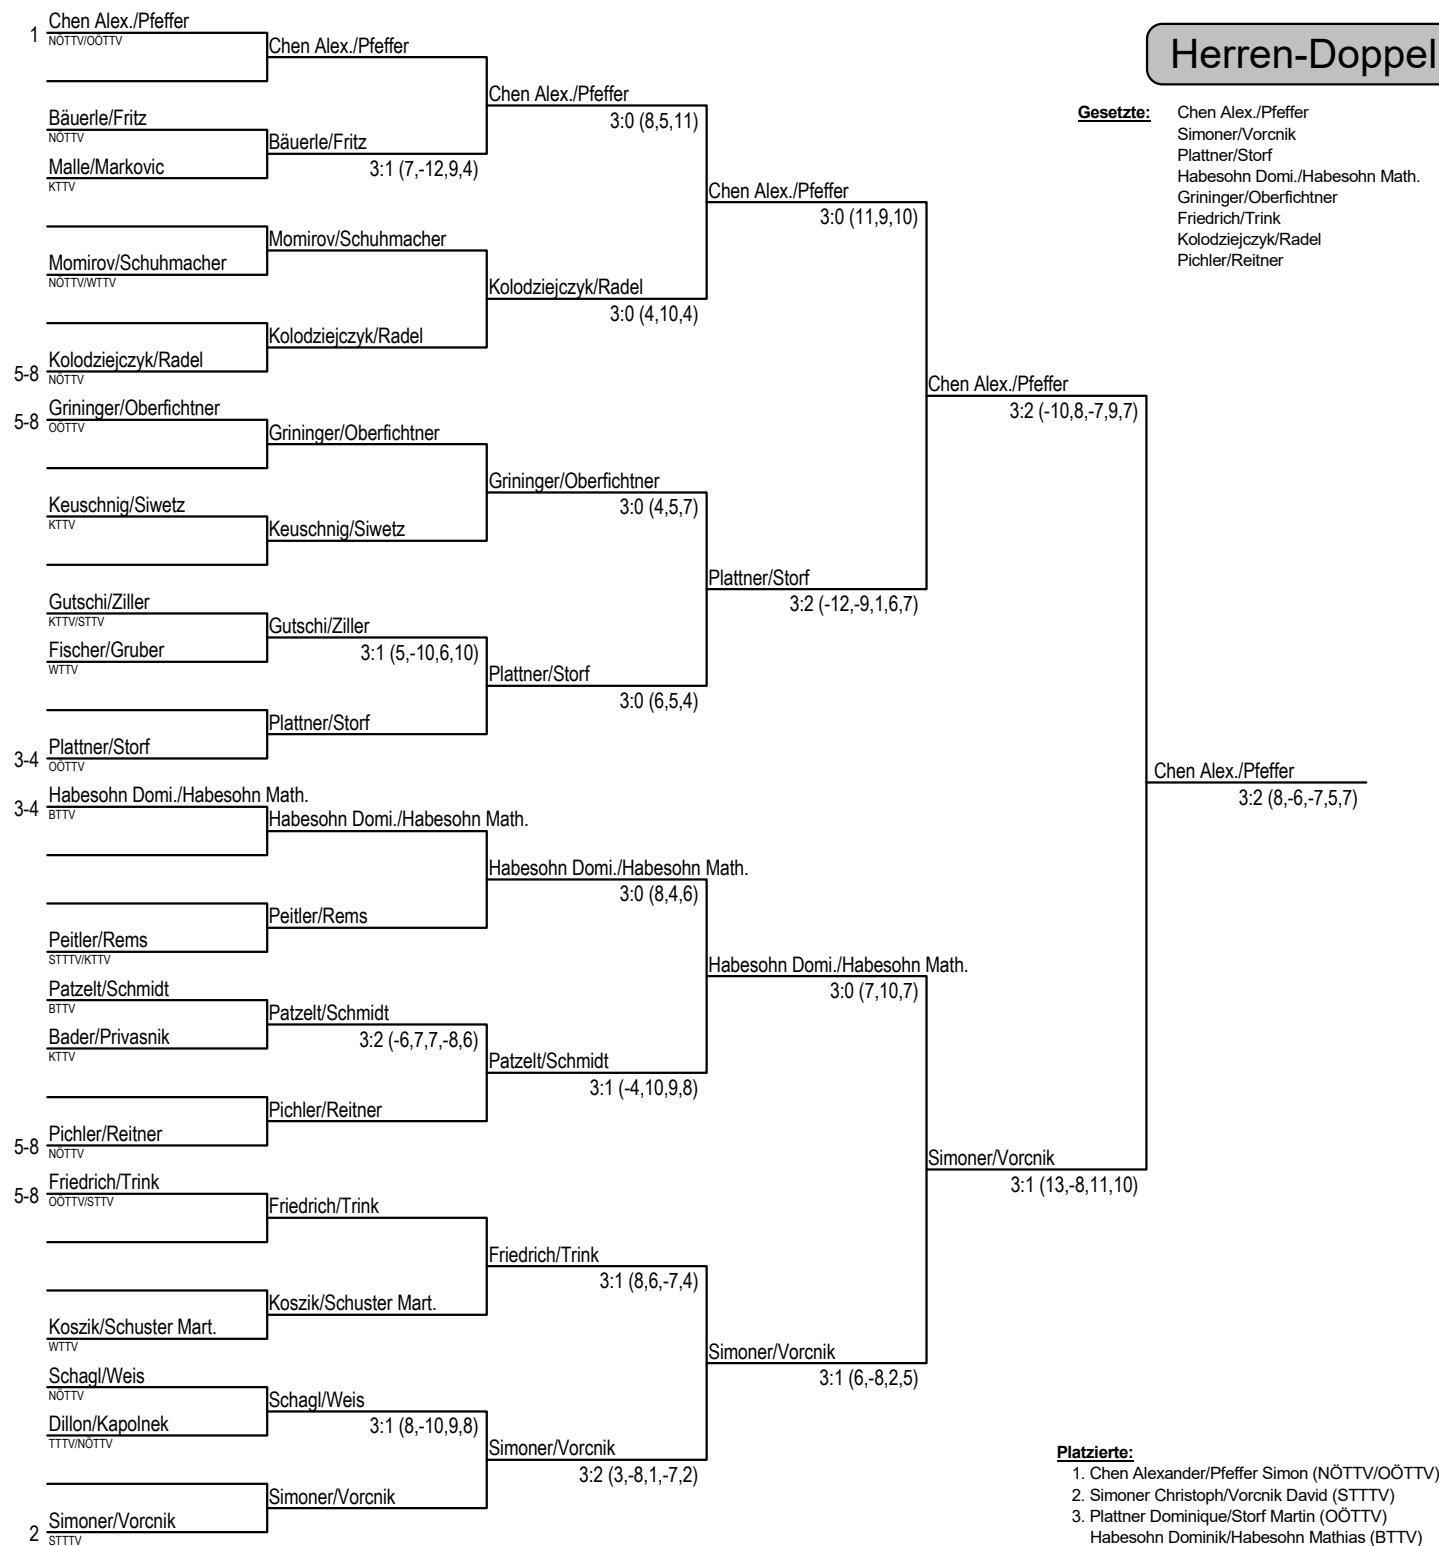 Herren-Doppel
Gesetzte:
Chen Alex./Pfeffer
Simoner/Vorcnik
Plattner/Storf
Habesohn Domi./Habesohn Math.
Grininger/Oberfichtner
Friedrich/Trink
Kolodziejczyk/Radel
Pichler/Reitner
1 Chen Alex./Pfeffer
NÖTTV/OÖTTV
Bäuerle/Fritz
NÖTTV
Malle/Markovic
KTTV
Momirov/Schuhmacher
NÖTTV/WTTV
5-8 Kolodziejczyk/Radel
NÖTTV
5-8 Grininger/Oberfichtner
OÖTTV
Keuschnig/Siwetz
KTTV
Gutschi/Ziller
KTTV/STTV
Fischer/Gruber
WTTV
3-4 Plattner/Storf
OÖTTV
3-4 Habesohn Domi./Habesohn Math.
BTTV
Peitler/Rems
STTTV/KTTV
Patzelt/Schmidt
BTTV
Bader/Privasnik
KTTV
5-8 Pichler/Reitner
NÖTTV
5-8 Friedrich/Trink
OÖTTV/STTV
Koszik/Schuster Mart.
WTTV
Schagl/Weis
NÖTTV
Dillon/Kapolnek
TTTV/NÖTTV
2 Simoner/Vorcnik
STTTV
Chen Alex./Pfeffer
Bäuerle/Fritz
3:1 (7,-12,9,4)
Momirov/Schuhmacher
Kolodziejczyk/Radel
Grininger/Oberfichtner
Keuschnig/Siwetz
Gutschi/Ziller
3:1 (5,-10,6,10)
Plattner/Storf
Habesohn Domi./Habesohn Math.
Peitler/Rems
Patzelt/Schmidt
3:2 (-6,7,7,-8,6)
Pichler/Reitner
Friedrich/Trink
Koszik/Schuster Mart.
Schagl/Weis
3:1 (8,-10,9,8)
Simoner/Vorcnik
Chen Alex./Pfeffer
3:0 (8,5,11)
Kolodziejczyk/Radel
3:0 (4,10,4)
Grininger/Oberfichtner
3:0 (4,5,7)
Plattner/Storf
3:0 (6,5,4)
Habesohn Domi./Habesohn Math.
3:0 (8,4,6)
Patzelt/Schmidt
3:1 (-4,10,9,8)
Friedrich/Trink
3:1 (8,6,-7,4)
Simoner/Vorcnik
3:2 (3,-8,1,-7,2)
Chen Alex./Pfeffer
3:0 (11,9,10)
Plattner/Storf
3:2 (-12,-9,1,6,7)
Habesohn Domi./Habesohn Math.
3:0 (7,10,7)
Simoner/Vorcnik
3:1 (6,-8,2,5)
Chen Alex./Pfeffer
3:2 (-10,8,-7,9,7)
Simoner/Vorcnik
3:1 (13,-8,11,10)
Chen Alex./Pfeffer
3:2 (8,-6,-7,5,7)
Platzierte:
1. Chen Alexander/Pfeffer Simon (NÖTTV/OÖTTV)
2. Simoner Christoph/Vorcnik David (STTTV)
3. Plattner Dominique/Storf Martin (OÖTTV)
Habesohn Dominik/Habesohn Mathias (BTTV)